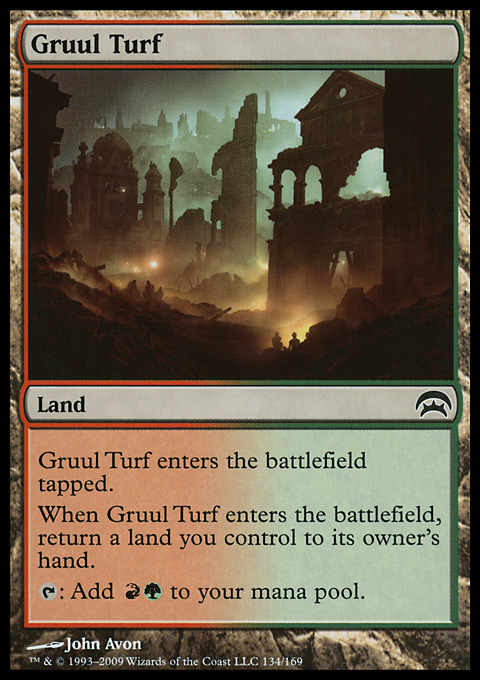 Gruul Turf
Land
Gruul Turf enters the battlefield
tapped.
When Gruul Turf enters the battlefield,
return a land you control to its owner's
hand.
: Add to your mana pool.
John Avon
™ & © 1993–2009 Wizards of the Coast LLC 134/169